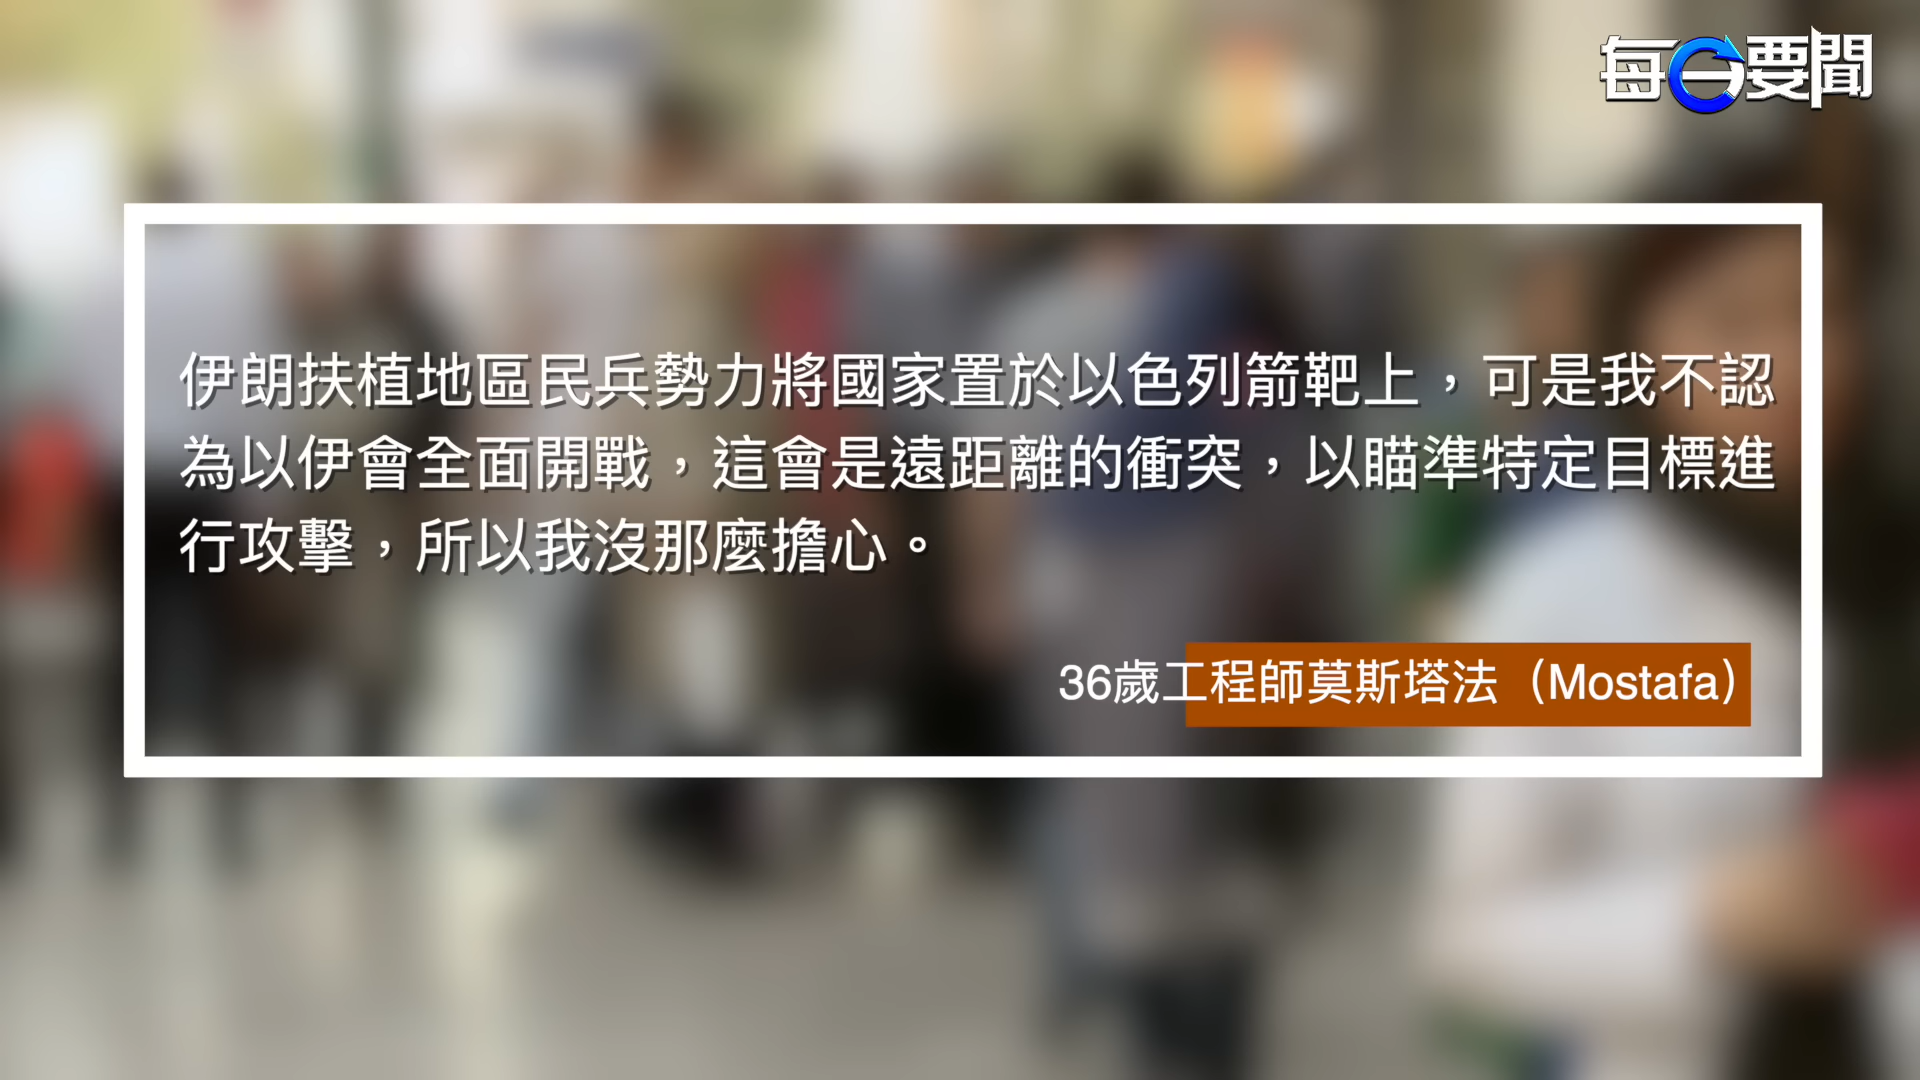 每日要聞
伊朗扶植地區民兵勢力將國家置於以色列箭靶上，可是我不認
為以伊會全面開戰，這會是遠距離的衝突，以瞄準特定目標進
行攻擊，所以我沒那麼擔心。
36歲工程師莫斯塔法（Mostafa）